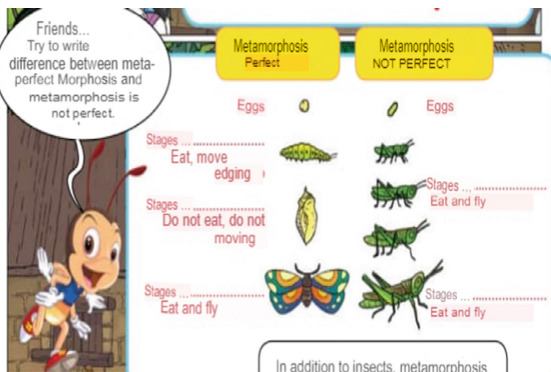 Friends...
Try to write
difference between meta-
perfect Morphosis and
metamorphosis is
not perfect.
Metamorphosis
Perfect
Metamorphosis
NOT PERFECT
Eggs
Eggs
Stages ... ........................
Eat, move
edging
Stages ... ........................
Do not eat, do not
moving
Stages ... ........................
Eat and fly
Stages ... ........................
Eat and fly
Stages ... ........................
Eat and fly
In addition to insects, metamorphosis